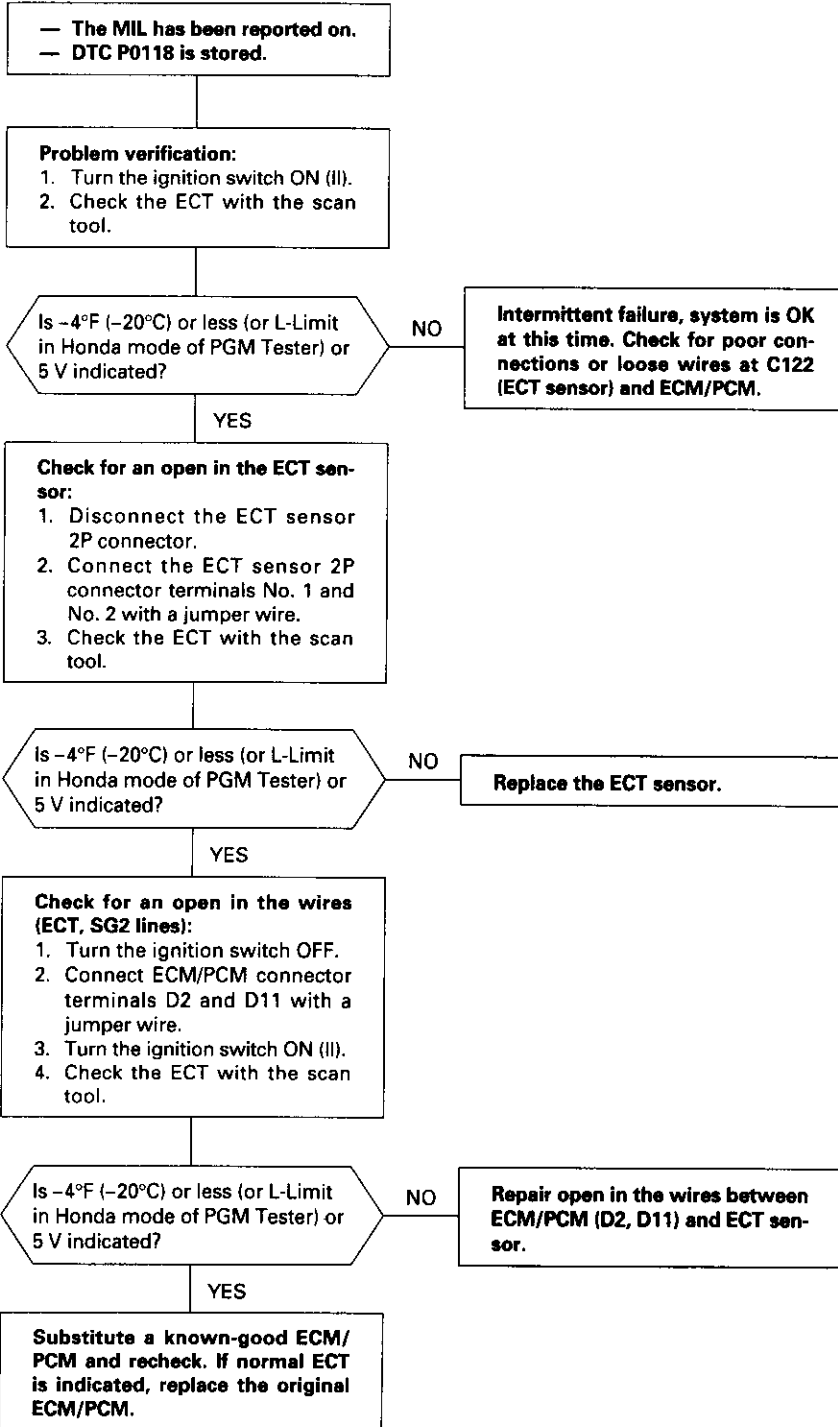 — The MIL has been reported on.
— DTC P0118 is stored.
Problem verification:
1. Turn the ignition switch ON (II).
2. Check the ECT with the scan
tool.
Is –4°F (–20°C) or less (or L-Limit
in Honda mode of PGM Tester) or
5 V indicated?
NO
Intermittent failure, system is OK
at this time. Check for poor con-
nections or loose wires at C122
(ECT sensor) and ECM/PCM.
YES
Check for an open in the ECT sen-
sor:
1. Disconnect the ECT sensor
2P connector.
2. Connect the ECT sensor 2P
connector terminals No. 1 and
No. 2 with a jumper wire.
3. Check the ECT with the scan
tool.
Is –4°F (–20°C) or less (or L-Limit
in Honda mode of PGM Tester) or
5 V indicated?
NO
Replace the ECT sensor.
YES
Check for an open in the wires
(ECT, SG2 lines):
1. Turn the ignition switch OFF.
2. Connect ECM/PCM connector
terminals D2 and D11 with a
jumper wire.
3. Turn the ignition switch ON (II).
4. Check the ECT with the scan
tool.
Is –4°F (–20°C) or less (or L-Limit
in Honda mode of PGM Tester) or
5 V indicated?
NO
Repair open in the wires between
ECM/PCM (D2, D11) and ECT sen-
sor.
YES
Substitute a known-good ECM/
PCM and recheck. If normal ECT
is indicated, replace the original
ECM/PCM.